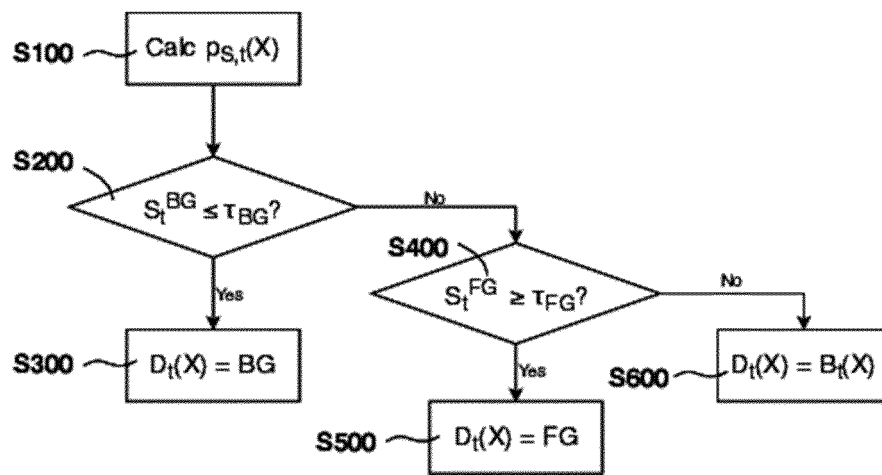 S100 Calc p_{S,t}(X)
S200
S_t^{BG} ≤ τ_{BG}?
No
S400
S_t^{FG} ≥ τ_{FG}?
No
Yes
S300 D_t(X) = BG
S600 D_t(X) = B_t(X)
Yes
S500 D_t(X) = FG